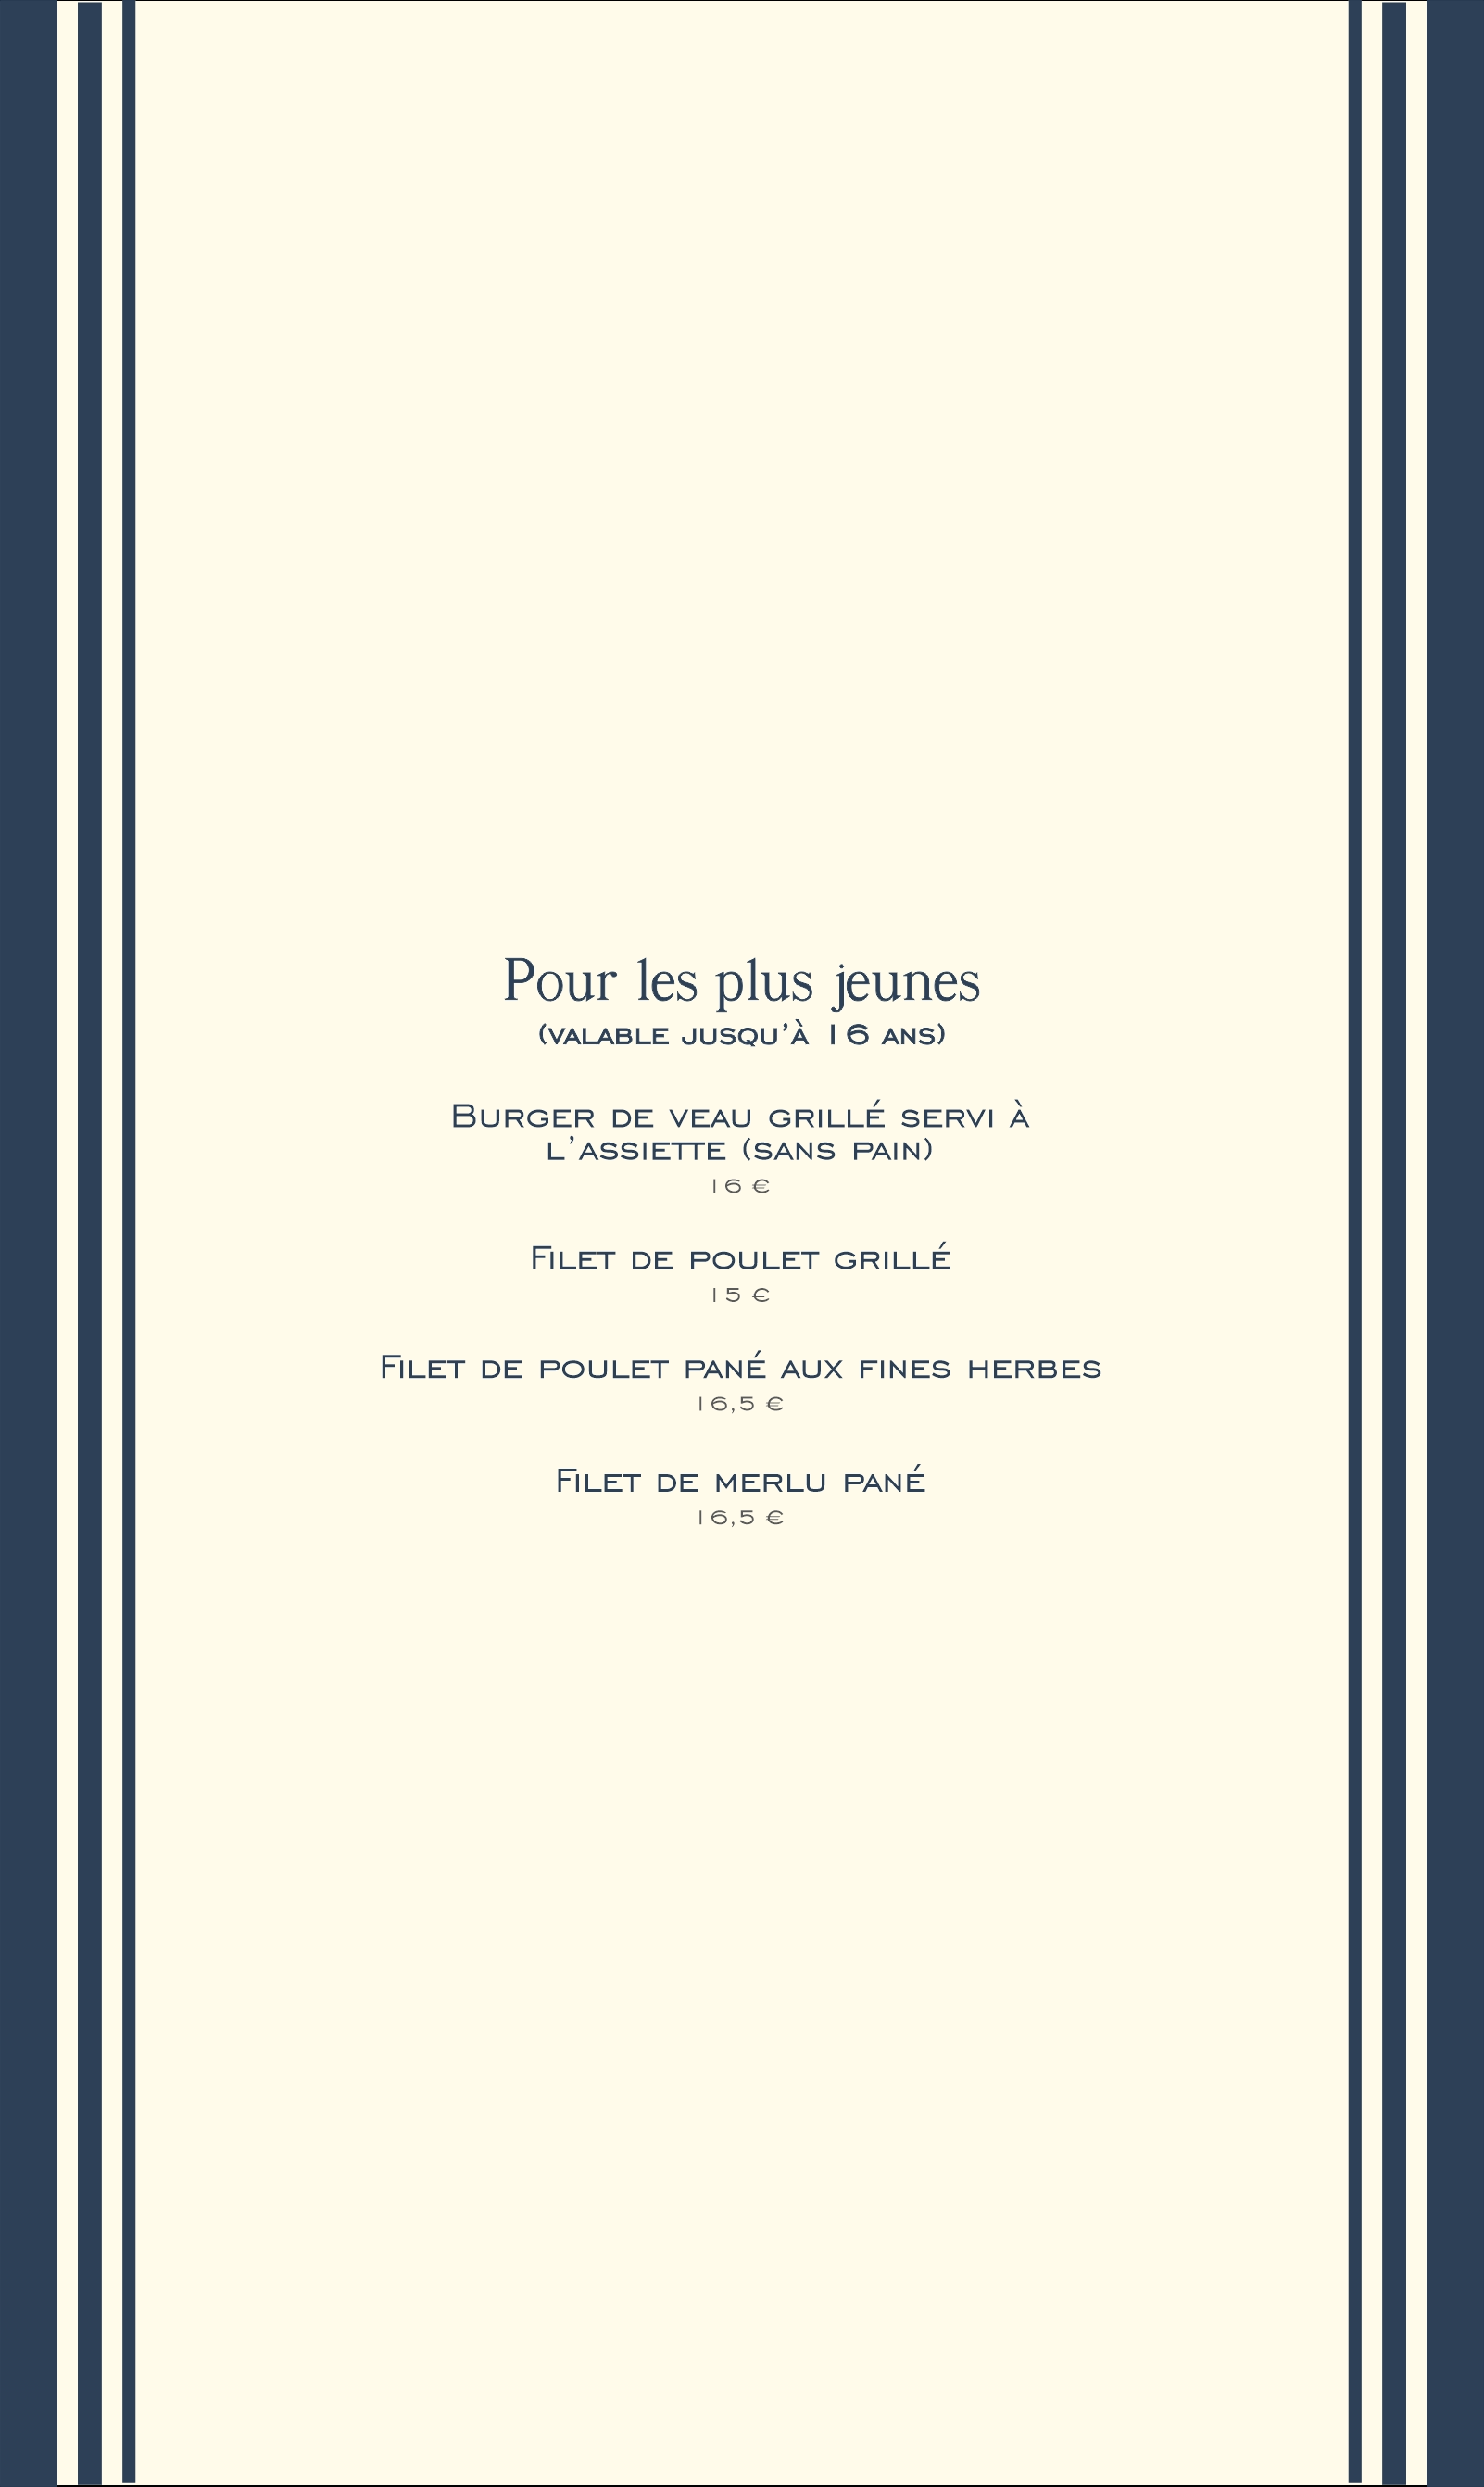 Pour les plus jeunes
(valable jusqu’à 16 ans)
Burger de veau grillé servi à
l’assiette (sans pain)
16 €
Filet de poulet grillé
15 €
Filet de poulet pané aux fines herbes
16,5 €
Filet de merlu pané
16,5 €